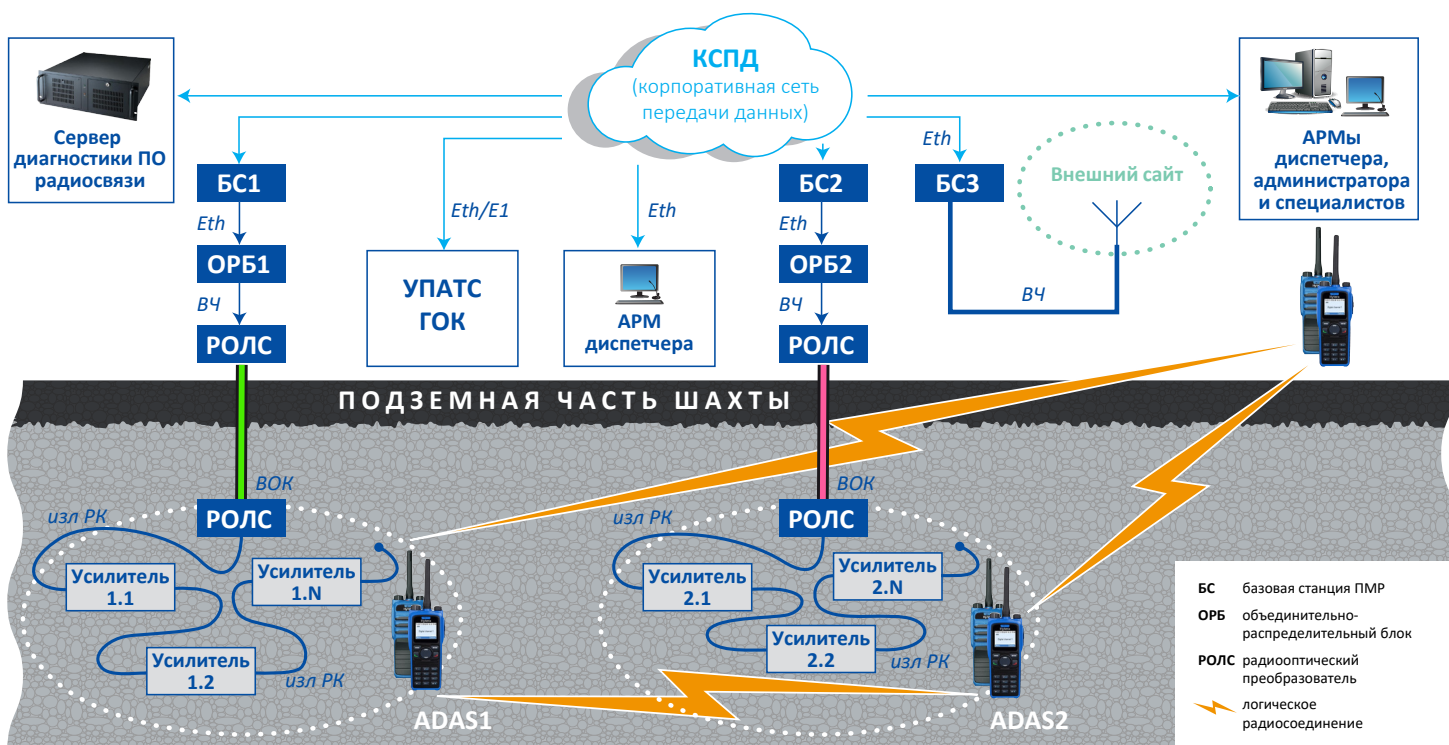 КСПД
(корпоративная сеть
передачи данных)
Сервер
диагностики ПО
радиосвязи
АРМы
диспетчера,
администратора
и специалистов
БС1
Eth
ОРБ1
ВЧ
РОЛС
Eth/E1
УПАТС
ГОК
Eth
АРМ
диспетчера
БС2
Eth
ОРБ2
ВЧ
РОЛС
Eth
БС3
Внешний сайт
ВЧ
ПОДЗЕМНАЯ ЧАСТЬ ШАХТЫ
ВОК
РОЛС
изл РК
Усилитель
1.1
Усилитель
1.N
Усилитель
1.2
изл РК
ADAS1
ВОК
РОЛС
изл РК
Усилитель
2.1
Усилитель
2.N
Усилитель
2.2
изл РК
ADAS2
БС базовая станция ПМР
ОРБ объединительно-
распределительный блок
РОЛС радиооптический
преобразователь
логическое
радиосоединение